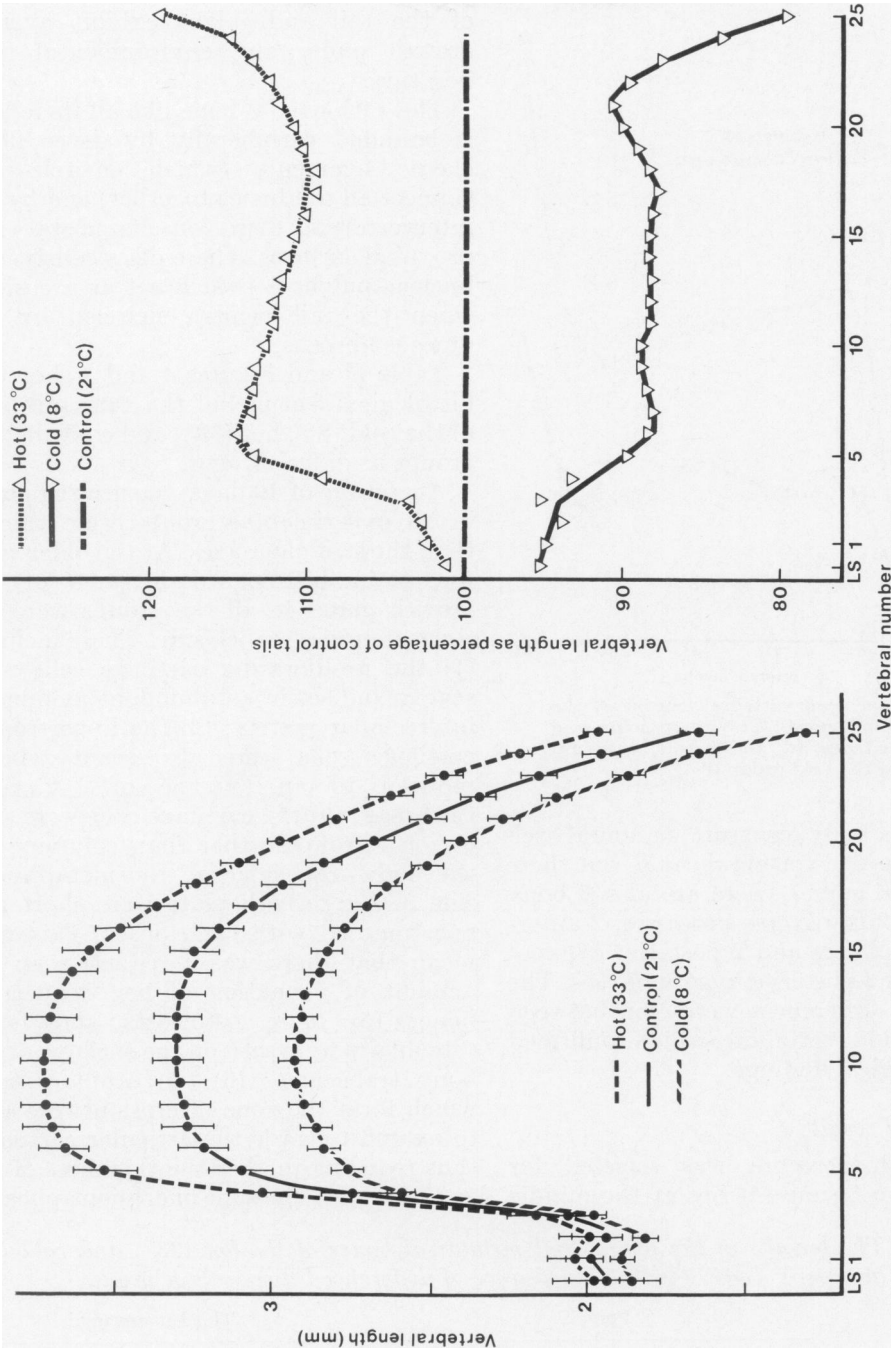 Vertebral length (mm)
3
2
Hot (33°C)
Control (21°C)
Cold (8°C)
LS 1
5
10
15
20
25
Vertebral length as percentage of control tails
120
110
100
90
80
Hot (33°C)
Cold (8°C)
Control (21°C)
LS 1
5
10
15
20
25
Vertebral number